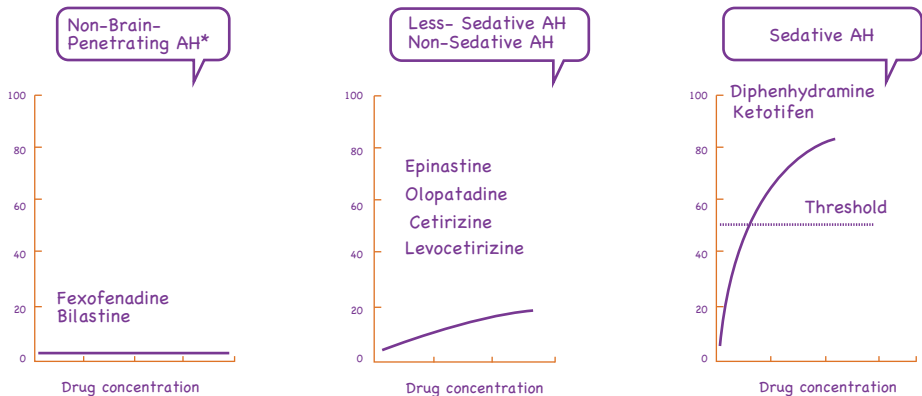 Non-Brain-
Penetrating AH*
100
80
60
40
20
0
Fexofenadine
Bilastine
Drug concentration
Less- Sedative AH
Non-Sedative AH
100
80
60
40
20
0
Epinastine
Olopatadine
Cetirizine
Levocetirizine
Drug concentration
Sedative AH
100
80
60
40
20
0
Diphenhydramine
Ketotifen
Threshold
Drug concentration